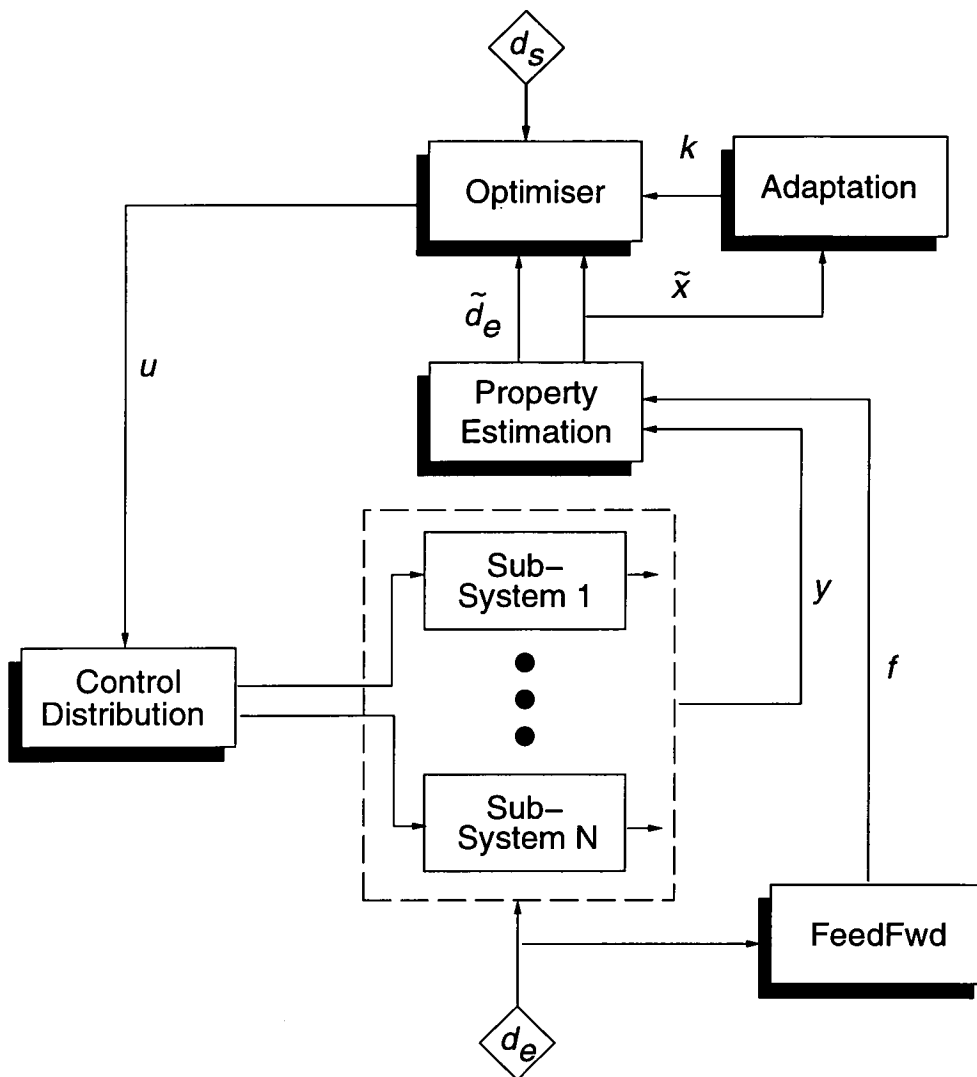 d_s
k
Optimiser
Adaptation
x̃
d̃_e
u
Property
Estimation
Sub–
System 1
y
f
Control
Distribution
Sub–
System N
FeedFwd
d_e